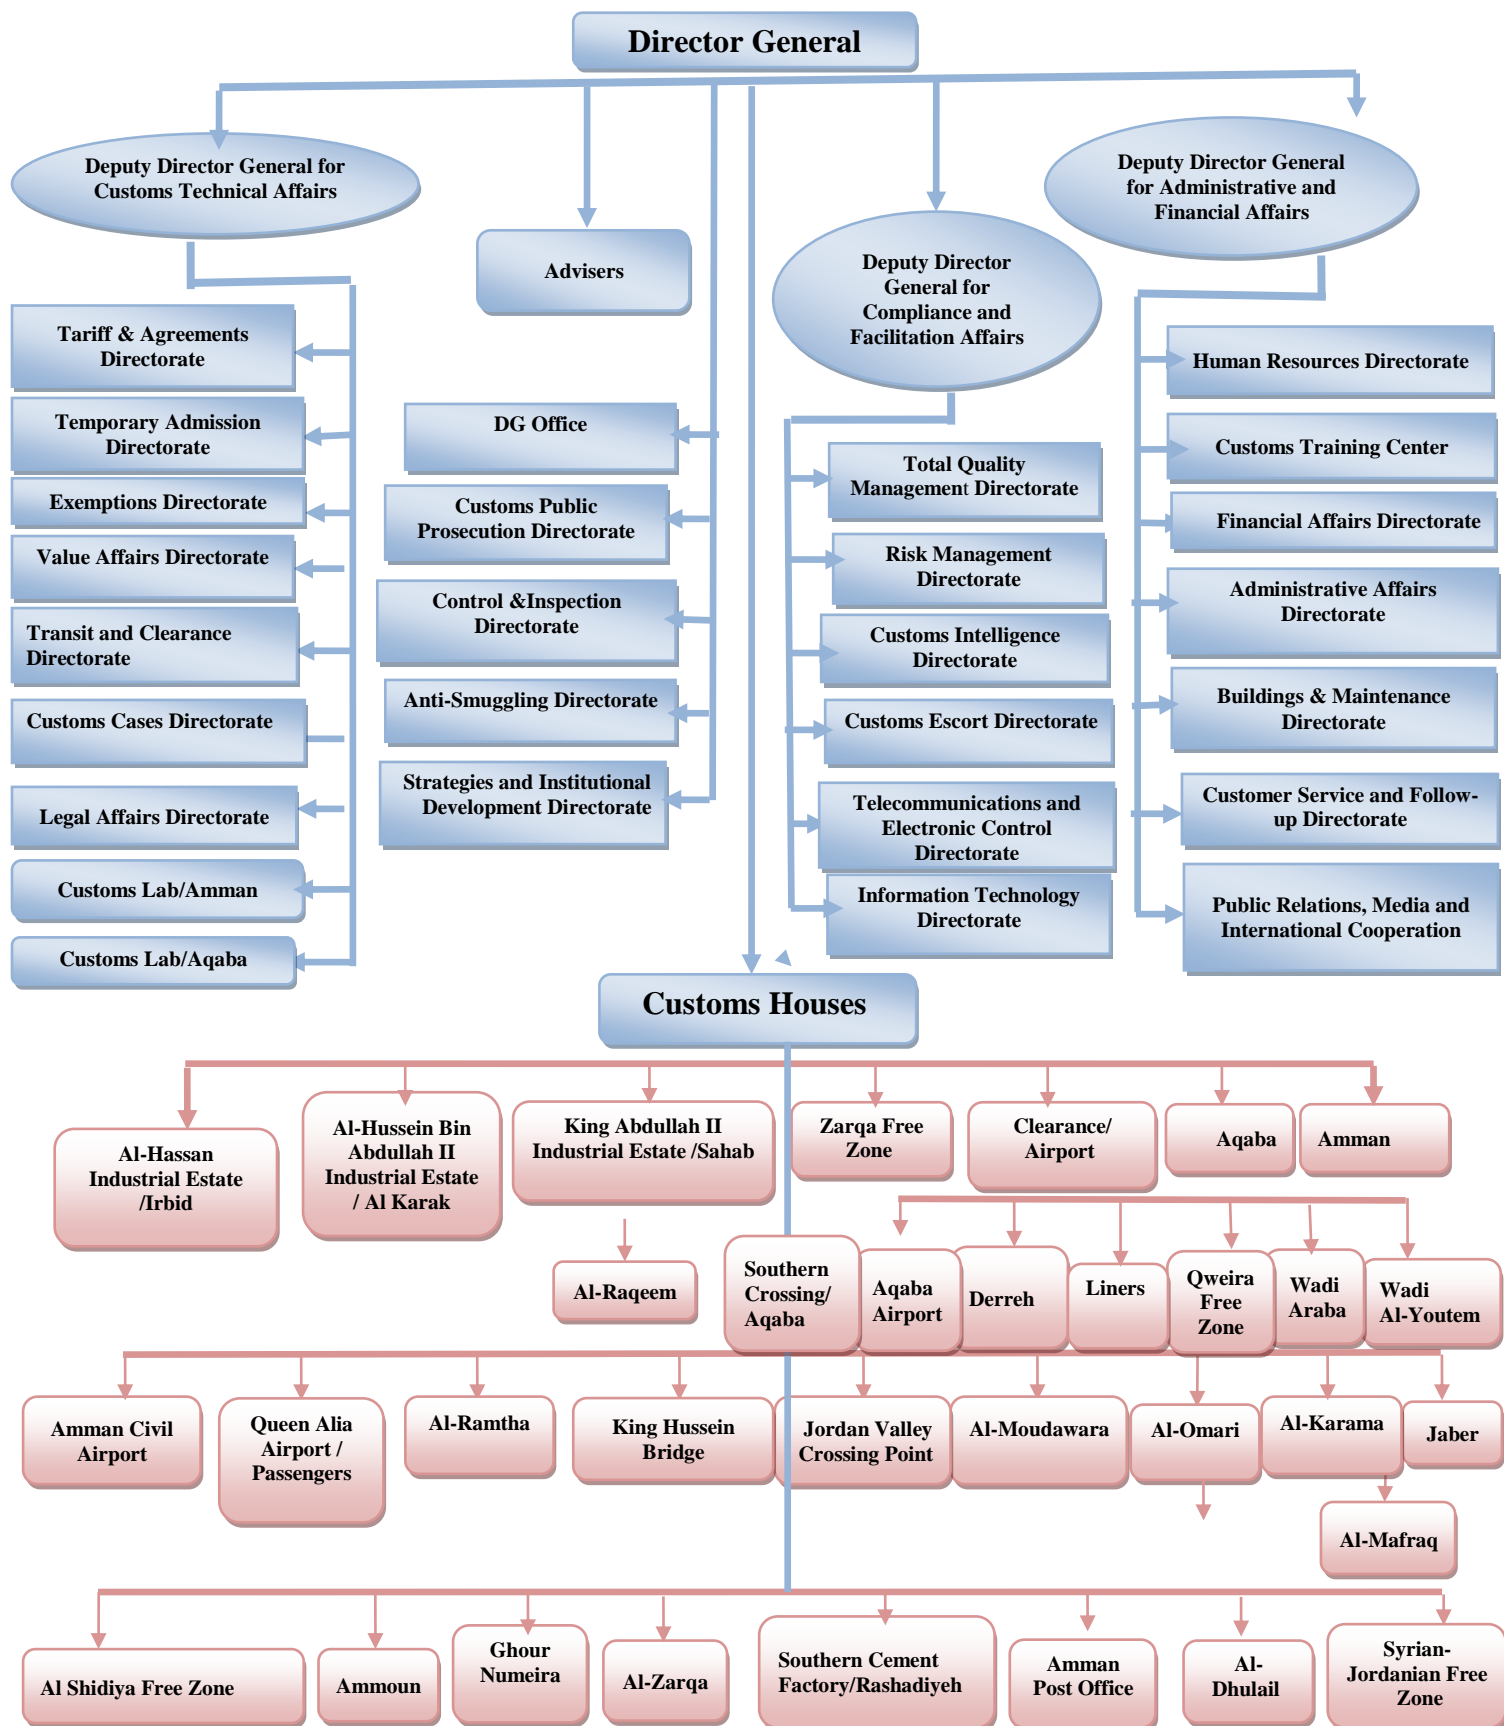 Director General
Deputy Director General for
Customs Technical Affairs
Deputy Director General
for Administrative and
Financial Affairs
Advisers
Deputy Director
General for
Compliance and
Facilitation Affairs
Tariff & Agreements
Directorate
Temporary Admission
Directorate
Exemptions Directorate
Value Affairs Directorate
Transit and Clearance
Directorate
Customs Cases Directorate
Legal Affairs Directorate
Customs Lab/Amman
Customs Lab/Aqaba
DG Office
Customs Public
Prosecution Directorate
Control &Inspection
Directorate
Anti-Smuggling Directorate
Strategies and Institutional
Development Directorate
Total Quality
Management Directorate
Risk Management
Directorate
Customs Intelligence
Directorate
Customs Escort Directorate
Telecommunications and
Electronic Control
Directorate
Information Technology
Directorate
Human Resources Directorate
Customs Training Center
Financial Affairs Directorate
Administrative Affairs
Directorate
Buildings & Maintenance
Directorate
Customer Service and Follow-
up Directorate
Public Relations, Media and
International Cooperation
Customs Houses
Al-Hassan
Industrial Estate
/Irbid
Al-Hussein Bin
Abdullah II
Industrial Estate
/ Al Karak
King Abdullah II
Industrial Estate /Sahab
Zarqa Free
Zone
Clearance/
Airport
Aqaba
Amman
Al-Raqeem
Southern
Crossing/
Aqaba
Aqaba
Airport
Derreh
Liners
Qweira
Free
Zone
Wadi
Araba
Wadi
Al-Youtem
Amman Civil
Airport
Queen Alia
Airport /
Passengers
Al-Ramtha
King Hussein
Bridge
Jordan Valley
Crossing Point
Al-Moudawara
Al-Omari
Al-Karama
Jaber
Al-Mafraq
Al Shidiya Free Zone
Ammoun
Ghour
Numeira
Al-Zarqa
Southern Cement
Factory/Rashadiyeh
Amman
Post Office
Al-
Dhulail
Syrian-
Jordanian Free
Zone